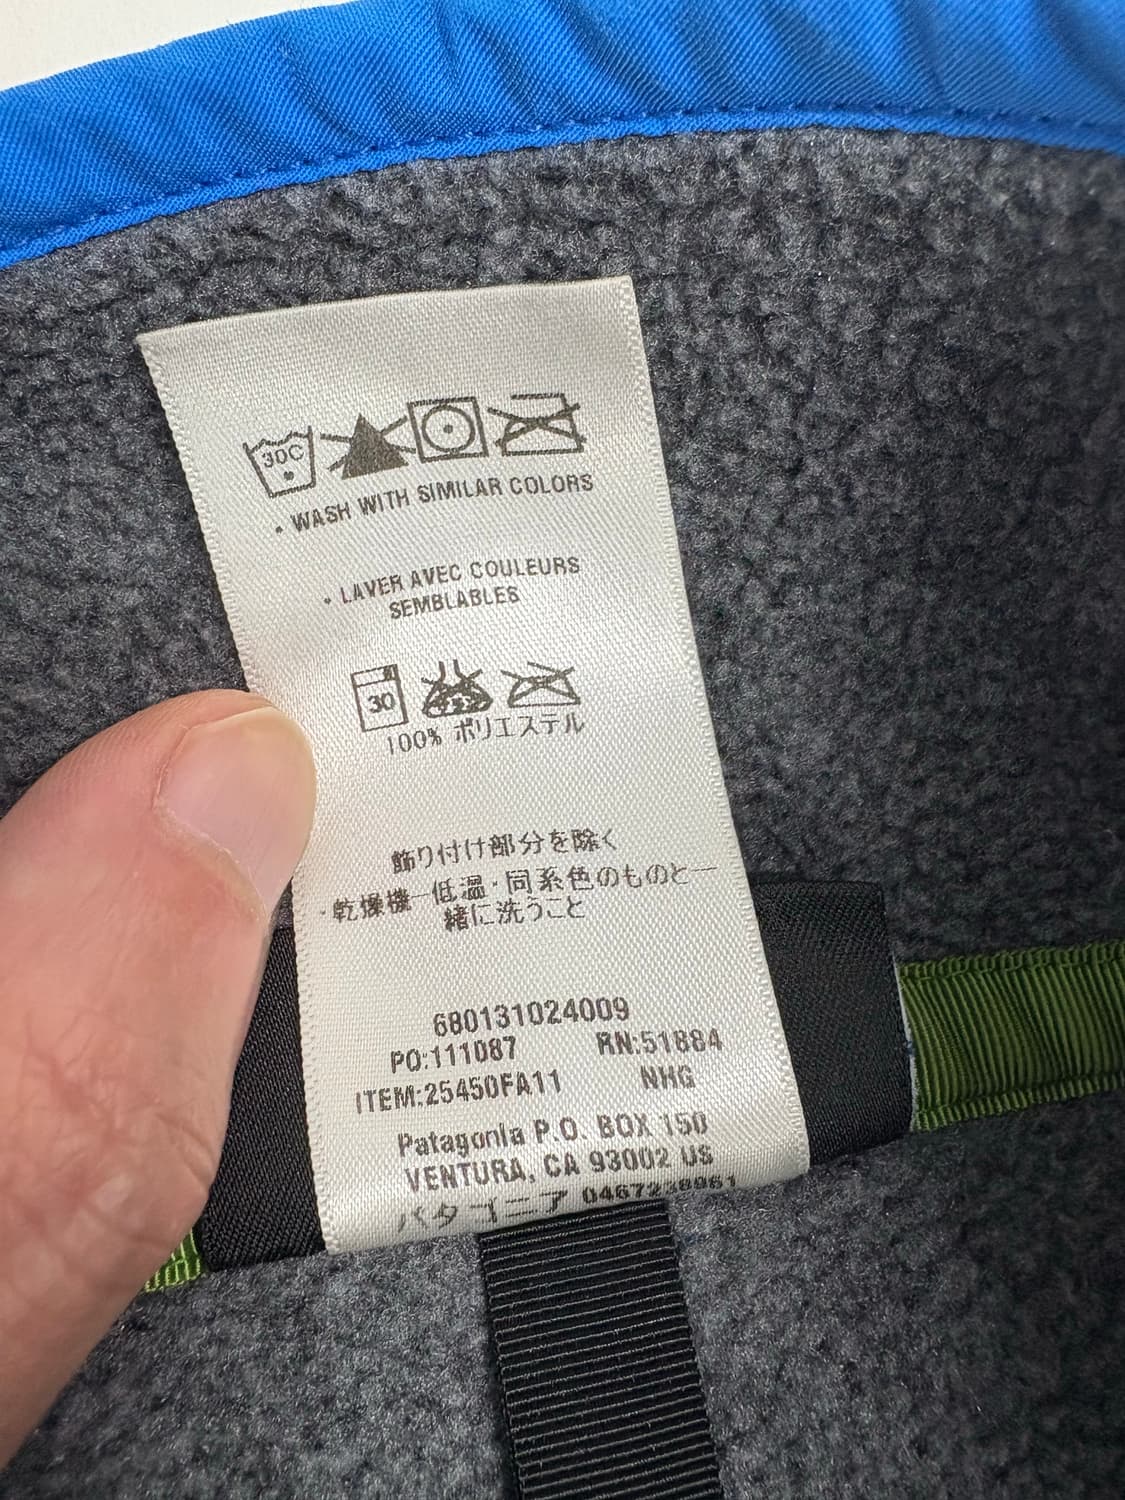 30C
• WASH WITH SIMILAR COLORS
• LAVER AVEC COULEURS
SEMBLABLES
30
100% ポリエステル
飾り付け部分を除く
・乾燥機一低温・同系色のものと一
緒に洗うこと
680131024009
PO:111087 RN:51884
ITEM:25450FA11 NHG
Patagonia P.O. BOX 150
VENTURA, CA 93002 US
パタゴニア